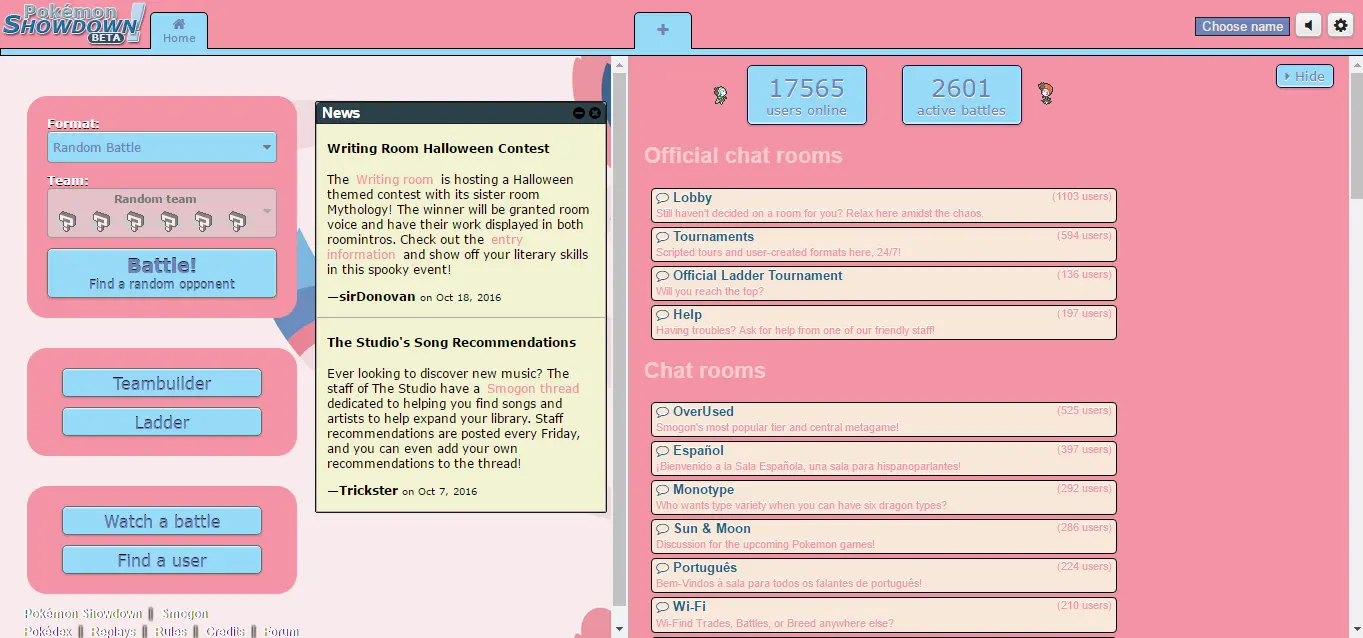 Pokémon
SHOWDOWN!
BETA
Home
Choose name
Format:
Random Battle
Team:
Random team
Battle!
Find a random opponent
Teambuilder
Ladder
Watch a battle
Find a user
Pokémon Showdown || Smogon
Pokédex || Replays || Rules || Credits || Forum
News
Writing Room Halloween Contest
The Writing room is hosting a Halloween
themed contest with its sister room
Mythology! The winner will be granted room
voice and have their work displayed in both
roomintros. Check out the entry
information and show off your literary skills
in this spooky event!
—sirDonovan on Oct 18, 2016
The Studio's Song Recommendations
Ever looking to discover new music? The
staff of The Studio have a Smogon thread
dedicated to helping you find songs and
artists to help expand your library. Staff
recommendations are posted every Friday,
and you can even add your own
recommendations to the thread!
—Trickster on Oct 7, 2016
17565
users online
2601
active battles
Hide
Official chat rooms
Lobby (1103 users)
Still haven't decided on a room for you? Relax here amidst the chaos.
Tournaments (594 users)
Scripted tours and user-created formats here, 24/7!
Official Ladder Tournament (136 users)
Will you reach the top?
Help (197 users)
Having troubles? Ask for help from one of our friendly staff!
Chat rooms
OverUsed (525 users)
Smogon's most popular tier and central metagame!
Español (397 users)
¡Bienvenido a la Sala Española, una sala para hispanoparlantes!
Monotype (292 users)
Who wants type variety when you can have six dragon types?
Sun & Moon (286 users)
Discussion for the upcoming Pokemon games!
Português (224 users)
Bem-Vindos à sala para todos os falantes de português!
Wi-Fi (210 users)
Wi-Find Trades, Battles, or Breed anywhere else?